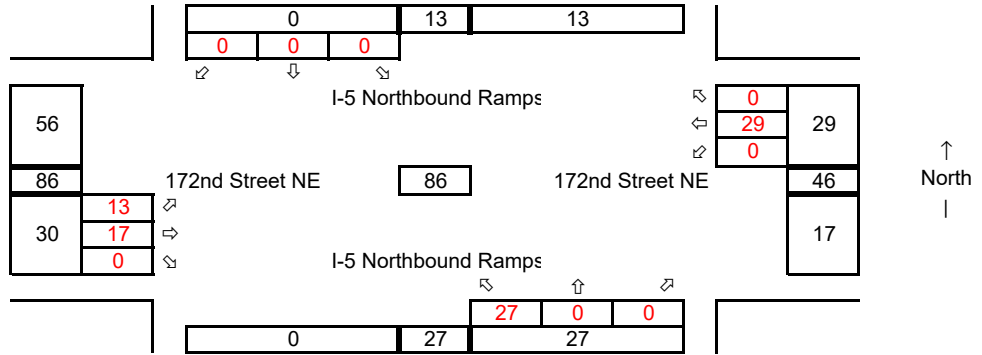 0 13 13
0 0 0
⬃ ⇩ ⬂
I-5 Northbound Ramps
56 ⬁ 0 29
⇦ 29
⬃ 0
↑
86 172nd Street NE 86 172nd Street NE 46 North
30 13 ⬀ 17 |
17 ⇨
0 ⬂
I-5 Northbound Ramps
⬁ ⇧ ⬀
27 0 0
0 27 27